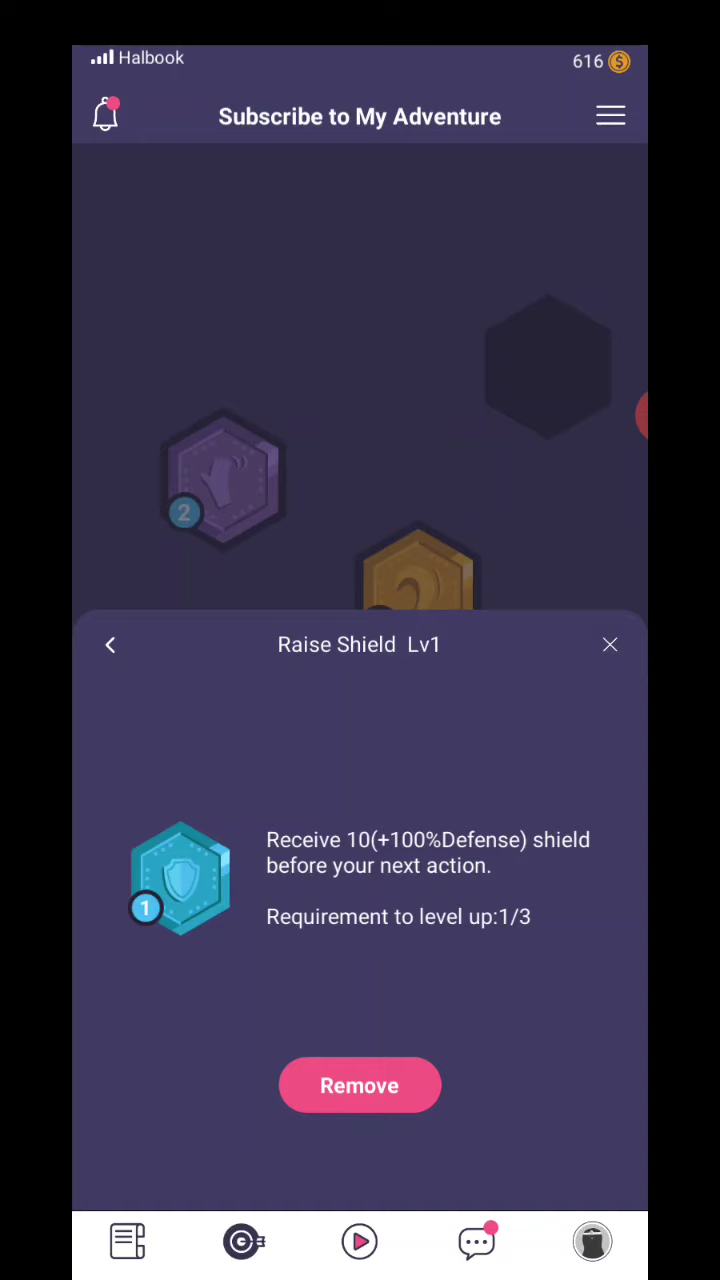 Halbook
616
Subscribe to My Adventure
2
Raise Shield Lv1
Receive 10(+100%Defense) shield
before your next action.
1
Requirement to level up:1/3
Remove